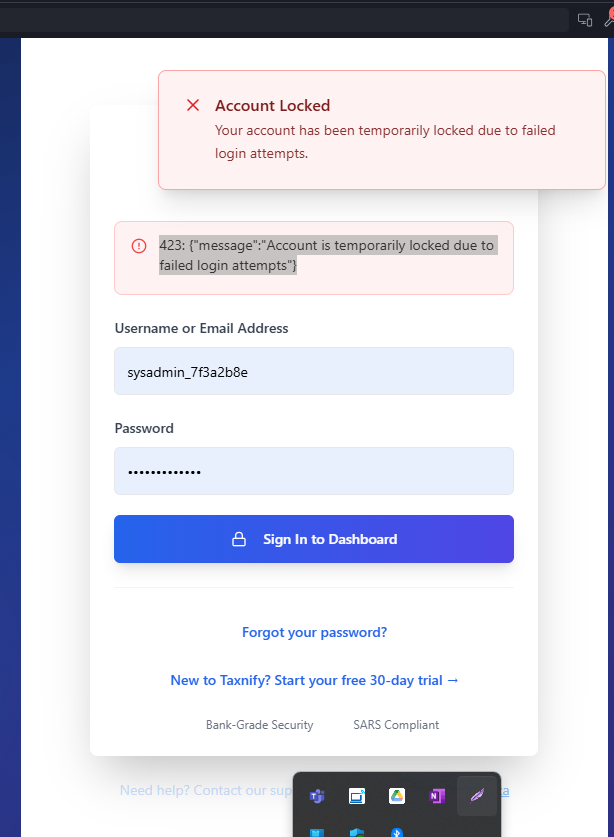 Account Locked
Your account has been temporarily locked due to failed
login attempts.
423: {"message":"Account is temporarily locked due to
failed login attempts"}
Username or Email Address
sysadmin_7f3a2b8e
Password
•••••••••••••
Sign In to Dashboard
Forgot your password?
New to Taxnify? Start your free 30-day trial →
Bank-Grade Security SARS Compliant
Need help? Contact our